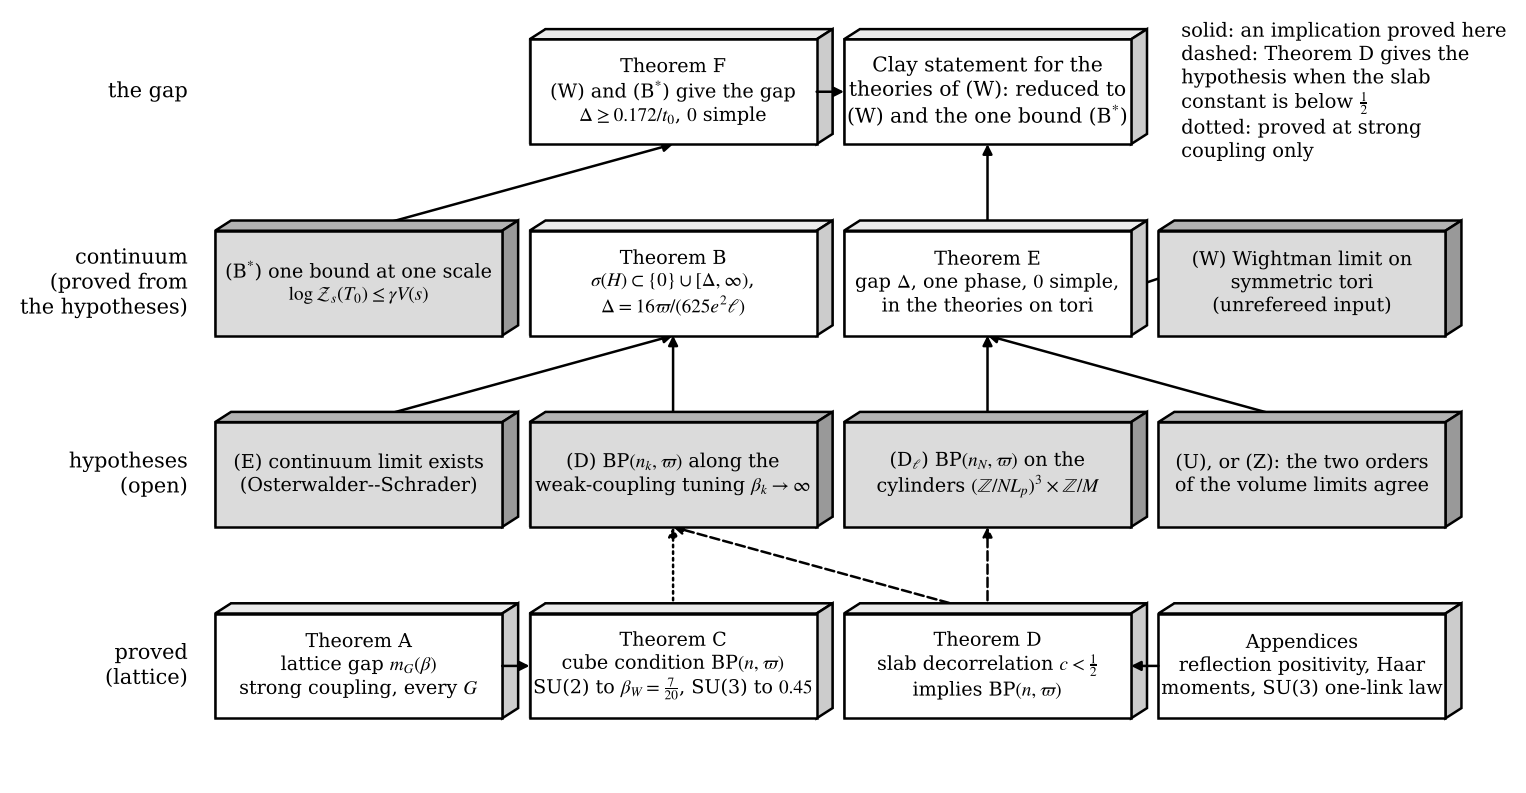 the gap
Theorem F
(W) and (B*) give the gap
Δ ≥ 0.172/t₀, 0 simple
Clay statement for the
theories of (W): reduced to
(W) and the one bound (B*)
solid: an implication proved here
dashed: Theorem D gives the
hypothesis when the slab
constant is below 1/2
dotted: proved at strong
coupling only
continuum
(proved from
the hypotheses)
(B*) one bound at one scale
log 𝒵ₛ(T₀) ≤ γV(s)
Theorem B
σ(H) ⊂ {0} ∪ [Δ, ∞),
Δ = 16ϖ/(625e²ℓ)
Theorem E
gap Δ, one phase, 0 simple,
in the theories on tori
(W) Wightman limit on
symmetric tori
(unrefereed input)
hypotheses
(open)
(E) continuum limit exists
(Osterwalder--Schrader)
(D) BP(nₖ, ϖ) along the
weak-coupling tuning βₖ → ∞
(D_ℓ) BP(n_N, ϖ) on the
cylinders (ℤ/NLₚ)³ × ℤ/M
(U), or (Z): the two orders
of the volume limits agree
proved
(lattice)
Theorem A
lattice gap m_G(β)
strong coupling, every G
Theorem C
cube condition BP(n, ϖ)
SU(2) to β_W = 7/20, SU(3) to 0.45
Theorem D
slab decorrelation c < 1/2
implies BP(n, ϖ)
Appendices
reflection positivity, Haar
moments, SU(3) one-link law